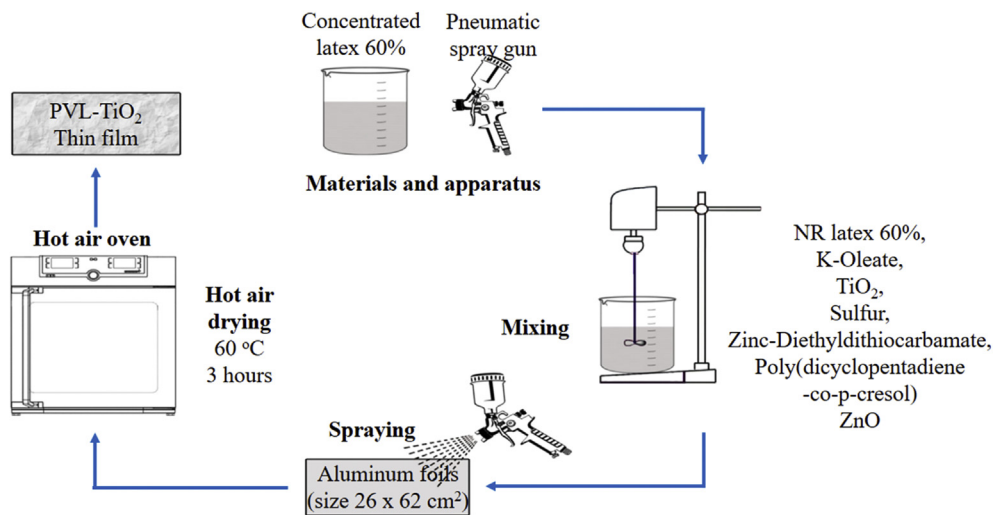 Concentrated
latex 60%
Pneumatic
spray gun
Materials and apparatus
NR latex 60%,
K-Oleate,
TiO₂,
Sulfur,
Zinc-Diethyldithiocarbamate,
Poly(dicyclopentadiene
-co-p-cresol)
ZnO
Mixing
Spraying
Aluminum foils
(size 26 x 62 cm²)
Hot air
drying
60 °C
3 hours
Hot air oven
PVL-TiO₂
Thin film